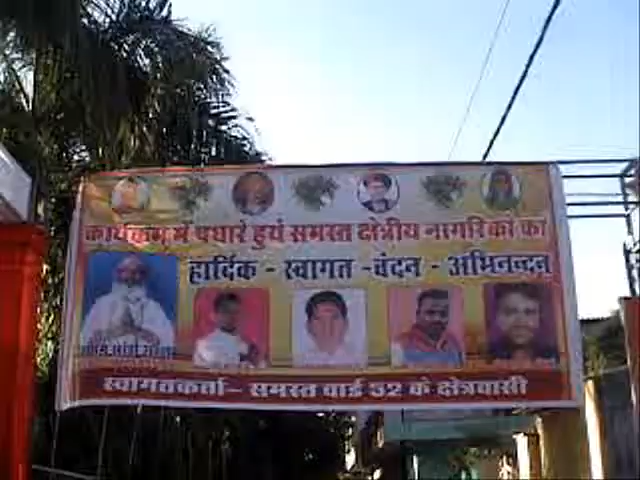 कार्यक्रम में पधारे हुये समस्त क्षेत्रीय नागरिकों का
हार्दिक - स्वागत - वंदन - अभिनन्दन
स्वागतकर्ता– समस्त वार्ड 32 के क्षेत्रवासी